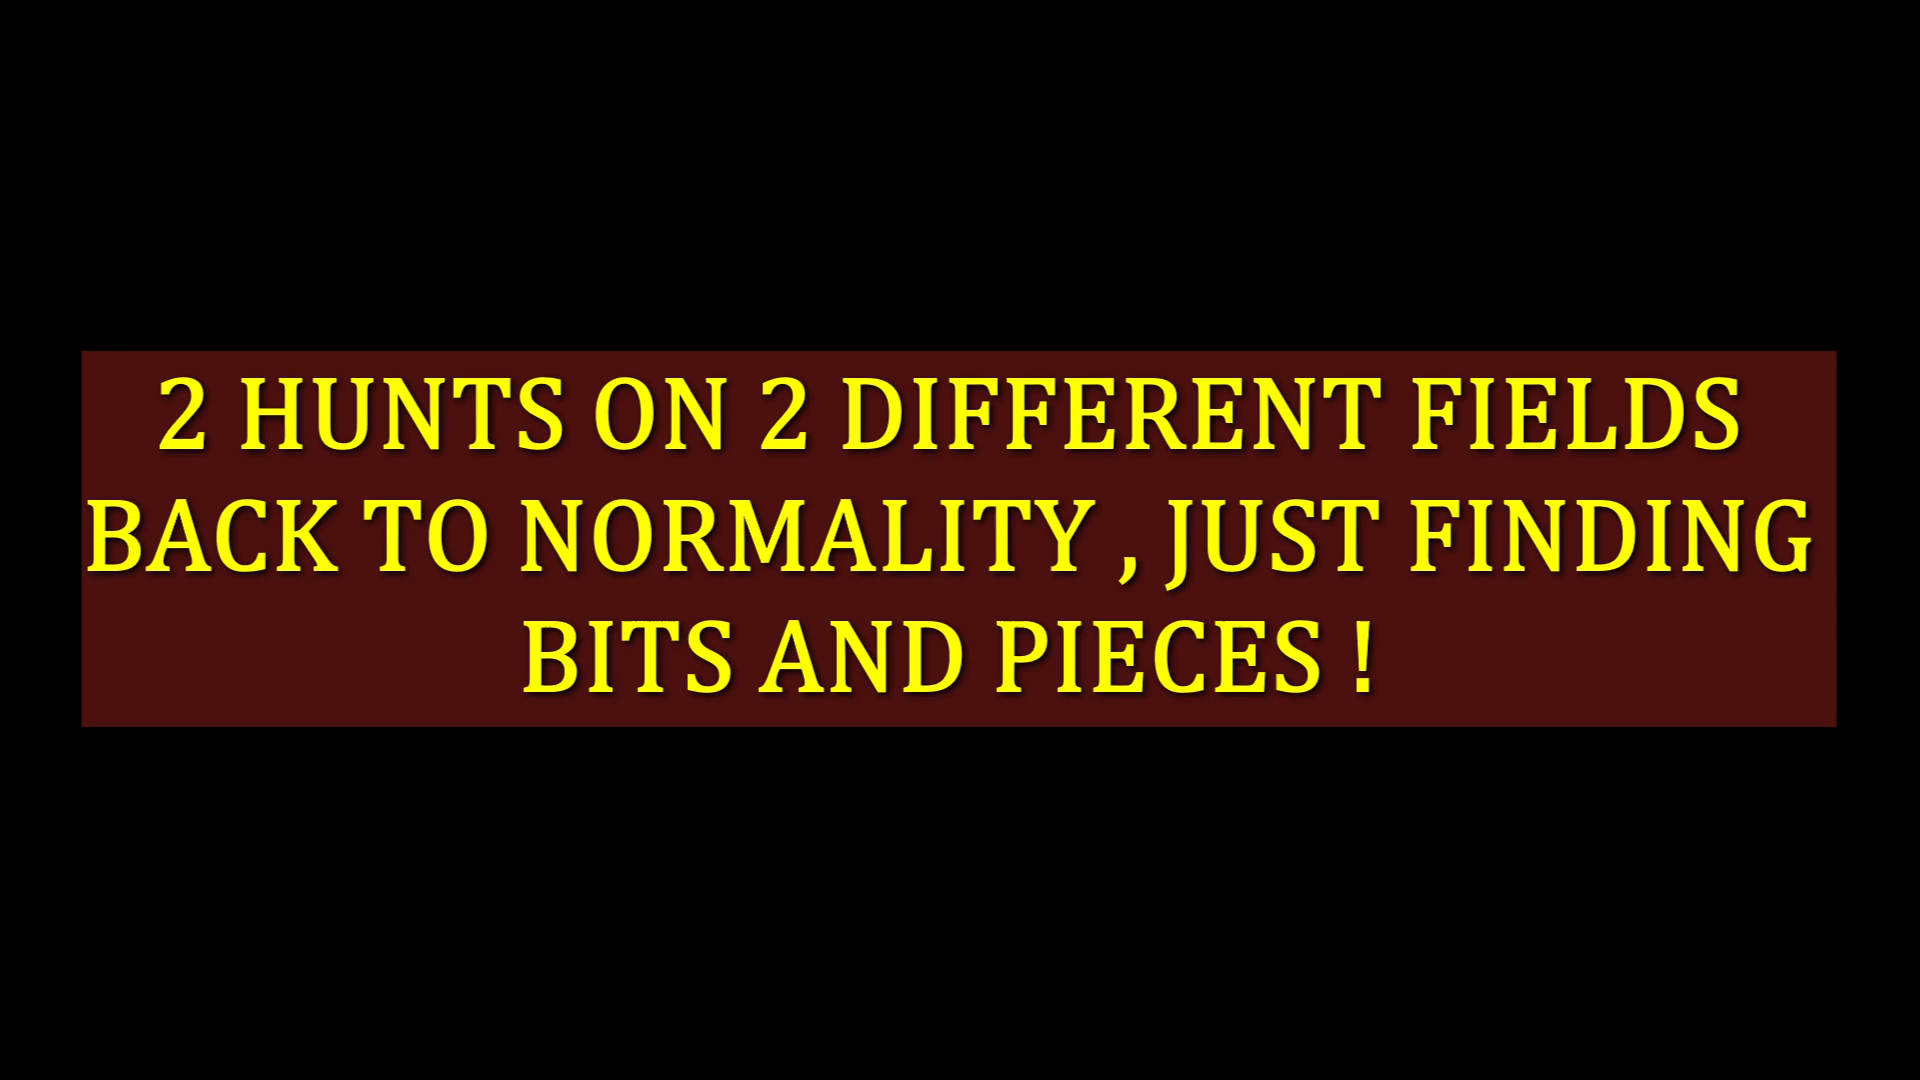 2 HUNTS ON 2 DIFFERENT FIELDS
BACK TO NORMALITY , JUST FINDING
BITS AND PIECES !